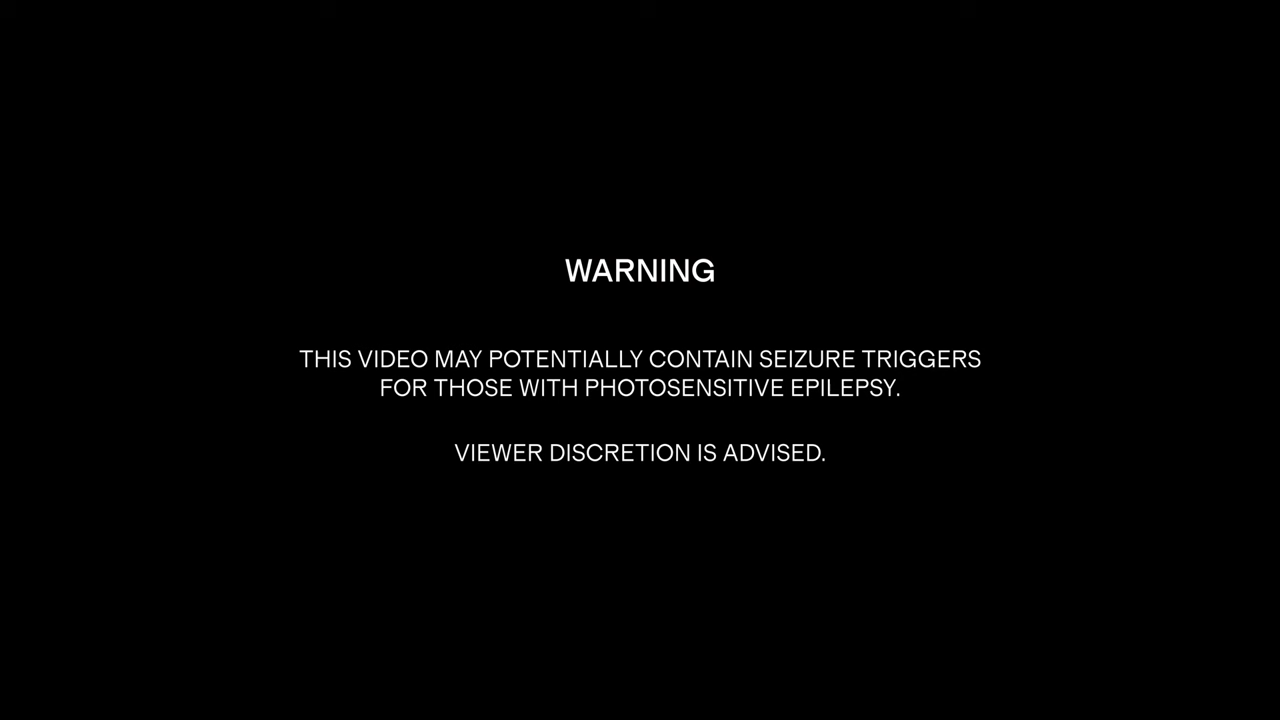 WARNING
THIS VIDEO MAY POTENTIALLY CONTAIN SEIZURE TRIGGERS
FOR THOSE WITH PHOTOSENSITIVE EPILEPSY.
VIEWER DISCRETION IS ADVISED.